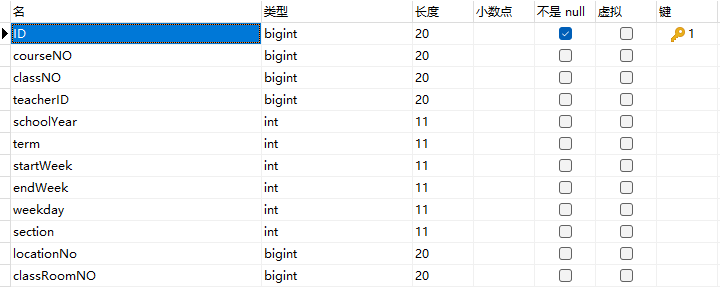 名 类型 长度 小数点 不是 null 虚拟 键
ID bigint 20 1
courseNO bigint 20
classNO bigint 20
teacherID bigint 20
schoolYear int 11
term int 11
startWeek int 11
endWeek int 11
weekday int 11
section int 11
locationNo bigint 20
classRoomNO bigint 20